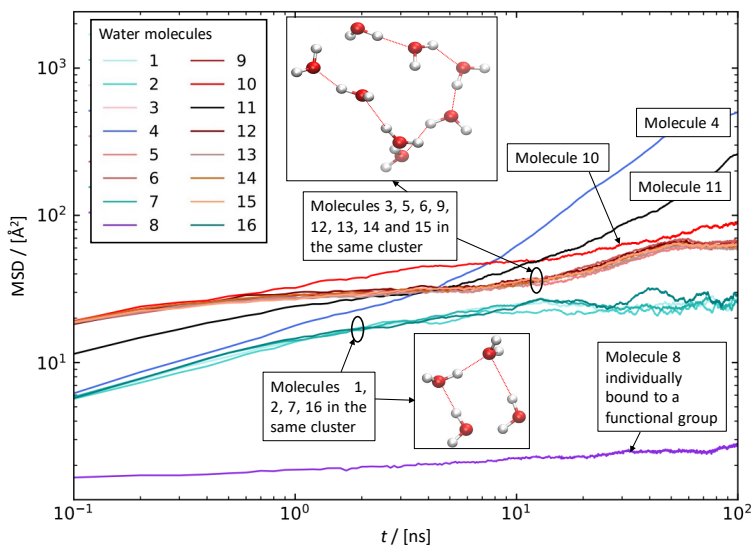 10³
10²
10¹
MSD / [Å²]
Water molecules
1
2
3
4
5
6
7
8
9
10
11
12
13
14
15
16
Molecule 4
Molecule 10
Molecule 11
Molecules 3, 5, 6, 9,
12, 13, 14 and 15 in
the same cluster
Molecules 1,
2, 7, 16 in the
same cluster
Molecule 8
individually
bound to a
functional group
10⁻¹
10⁰
10¹
10²
t / [ns]